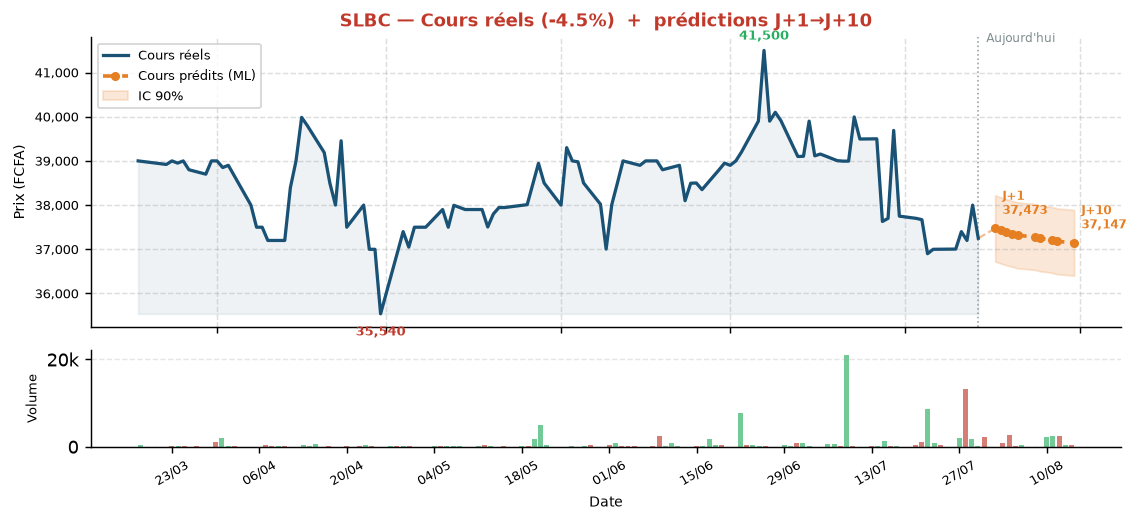 SLBC — Cours réels (-4.5%)  +  prédictions J+1→J+10
Cours réels
Cours prédits (ML)
IC 90%
41,500
Aujourd'hui
Prix (FCFA)
41,000
40,000
39,000
38,000
37,000
36,000
J+1
37,473
J+10
37,147
35,540
Volume
20k
0
23/03
06/04
20/04
04/05
18/05
01/06
15/06
29/06
13/07
27/07
10/08
Date